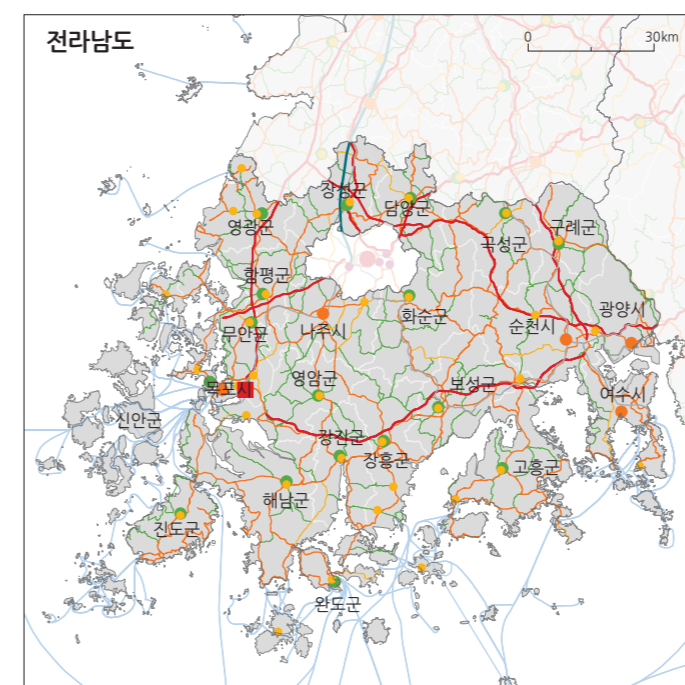 전라남도
0 30km
장성군
담양군
영광군
곡성군
구례군
함평군
광양시
화순군
순천시
나주시
무안군
영암군
보성군
목포시
여수시
신안군
강진군
장흥군
고흥군
해남군
진도군
완도군